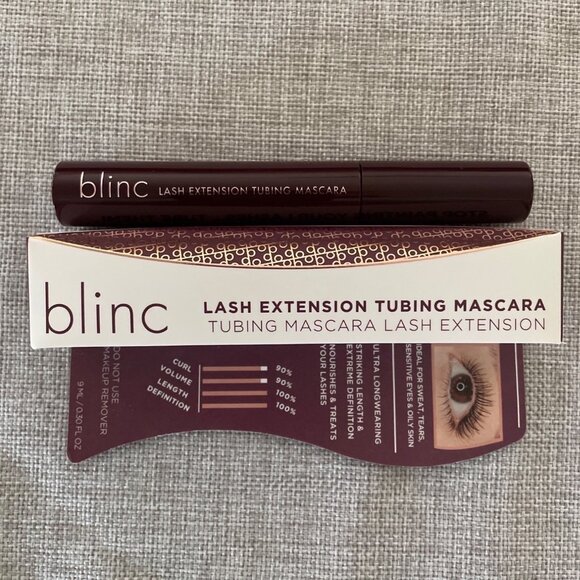 blinc LASH EXTENSION TUBING MASCARA
blinc
LASH EXTENSION TUBING MASCARA
TUBING MASCARA LASH EXTENSION
DO NOT USE
MAKEUP REMOVER
9 ML / 0.30 FL OZ
CURL 90%
VOLUME 90%
LENGTH 100%
DEFINITION 100%
ULTRA LONGWEARING
STRIKING LENGTH &
EXTREME DEFINITION
NOURISHES & TREATS
YOUR LASHES
IDEAL FOR SWEAT, TEARS,
SENSITIVE EYES & OILY SKIN